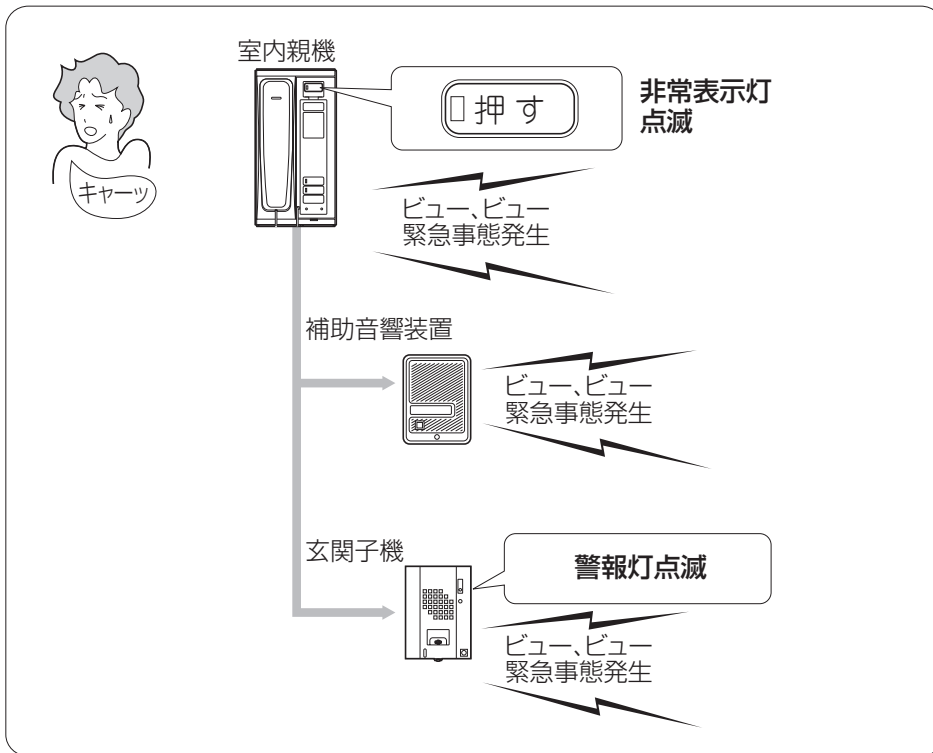 室内親機
押す
非常表示灯
点滅
キャーッ
ビュー、ビュー
緊急事態発生
補助音響装置
ビュー、ビュー
緊急事態発生
玄関子機
警報灯点滅
ビュー、ビュー
緊急事態発生